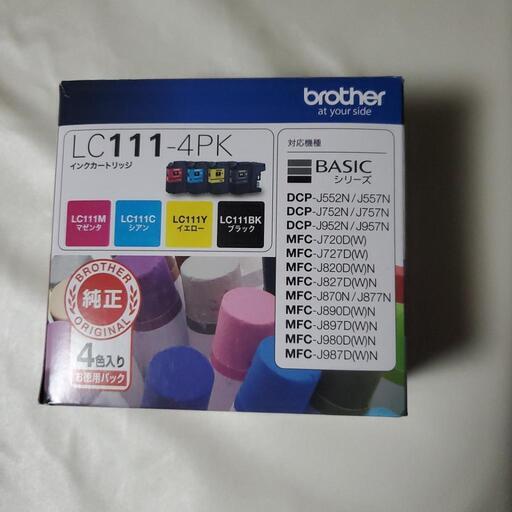 brother
at your side
LC111-4PK
インクカートリッジ
LC111M
マゼンタ
LC111C
シアン
LC111Y
イエロー
LC111BK
ブラック
対応機種
BASIC
シリーズ
DCP-J552N/J557N
DCP-J752N/J757N
DCP-J952N/J957N
MFC-J720D(W)
MFC-J727D(W)
MFC-J820D(W)N
MFC-J827D(W)N
MFC-J870N/J877N
MFC-J890D(W)N
MFC-J897D(W)N
MFC-J980D(W)N
MFC-J987D(W)N
BROTHER
純正
ORIGINAL
4色入り
お徳用パック